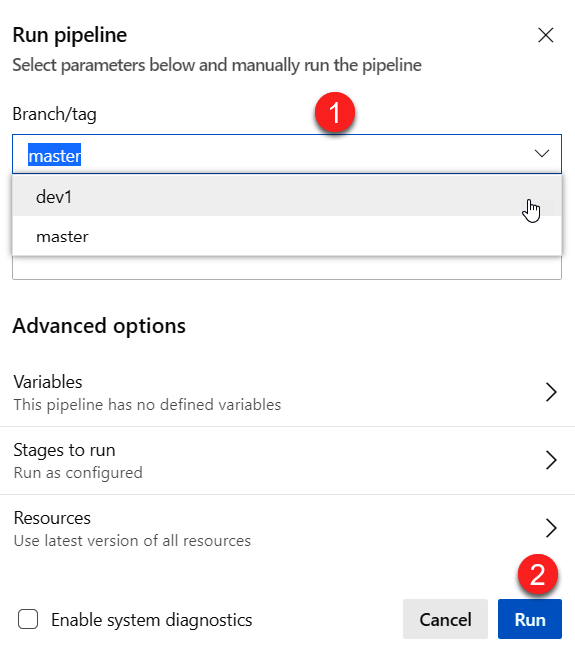 Run pipeline
Select parameters below and manually run the pipeline
Branch/tag
1
master
dev1
master
Advanced options
Variables
This pipeline has no defined variables
Stages to run
Run as configured
Resources
Use latest version of all resources
2
Enable system diagnostics
Cancel
Run